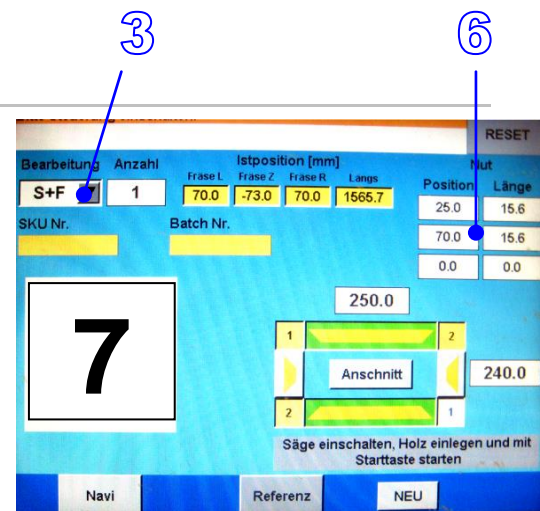 3 6
RESET
Bearbeitung Anzahl Istposition [mm] Nut
Fräse L Fräse Z Fräse R Längs Position Länge
S+F 1 70.0 -73.0 70.0 1565.7 25.0 15.6
SKU Nr. Batch Nr. 70.0 15.6
0.0 0.0
250.0
7
1 2
Anschnitt 240.0
2 1
Säge einschalten, Holz einlegen und mit
Starttaste starten
Navi Referenz NEU